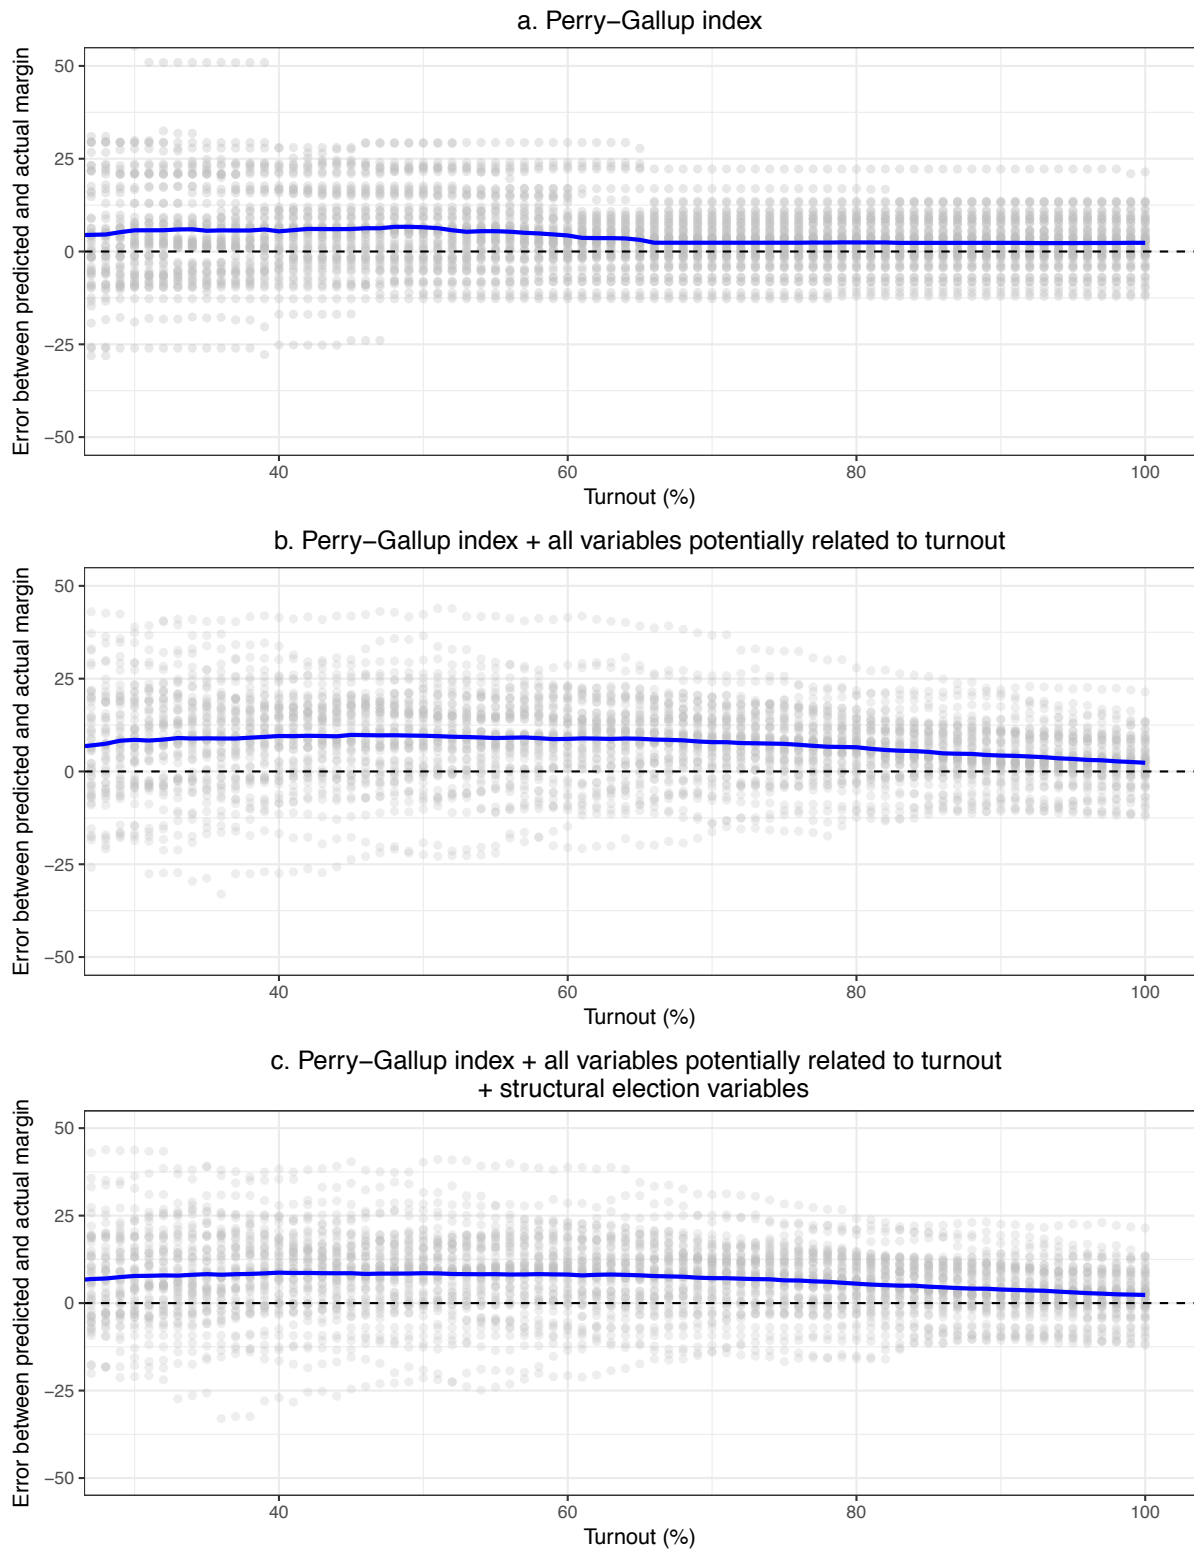 a. Perry−Gallup index
Error between predicted and actual margin
50
25
0
−25
−50
40 60 80 100
Turnout (%)
b. Perry−Gallup index + all variables potentially related to turnout
Error between predicted and actual margin
50
25
0
−25
−50
40 60 80 100
Turnout (%)
c. Perry−Gallup index + all variables potentially related to turnout
+ structural election variables
Error between predicted and actual margin
50
25
0
−25
−50
40 60 80 100
Turnout (%)